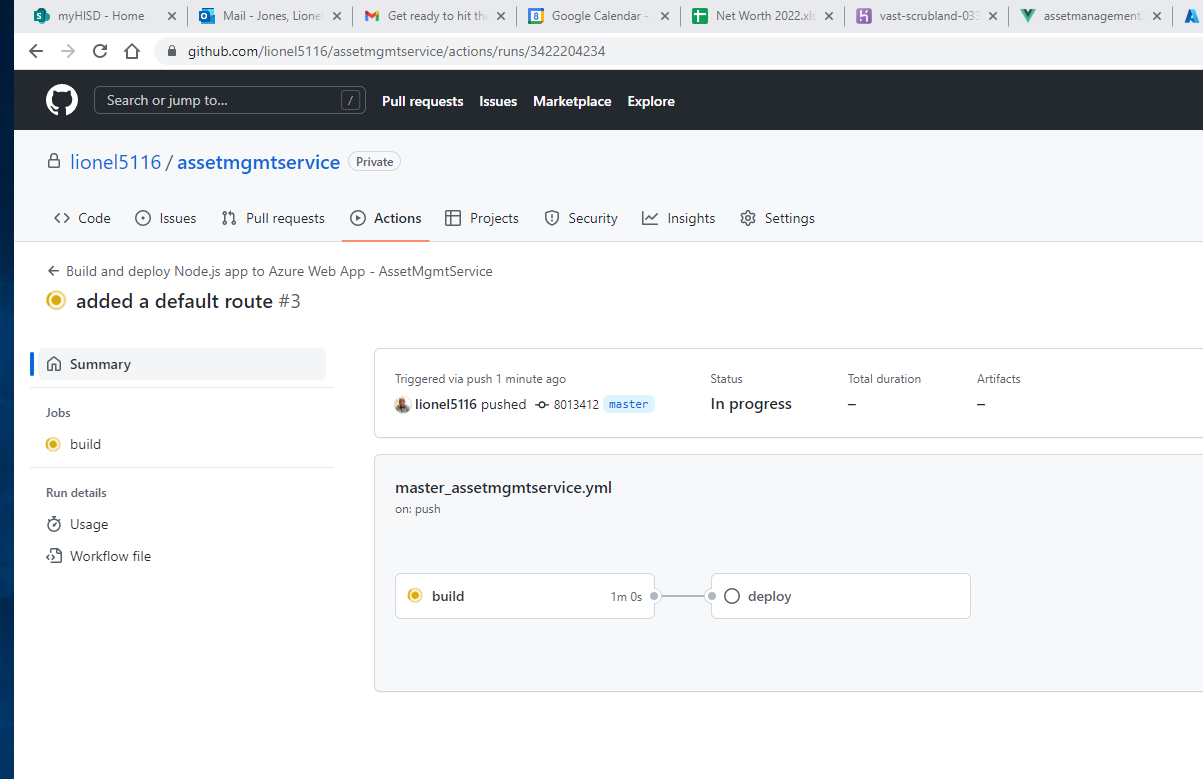 myHISD - Home
Mail - Jones, Lionel
Get ready to hit the
Google Calendar -
Net Worth 2022.xls
vast-scrubland-03
assetmanagement
github.com/lionel5116/assetmgmtservice/actions/runs/3422204234
Search or jump to... /
Pull requests Issues Marketplace Explore
lionel5116 / assetmgmtservice Private
Code Issues Pull requests Actions Projects Security Insights Settings
Build and deploy Node.js app to Azure Web App - AssetMgmtService
added a default route #3
Summary
Jobs
build
Run details
Usage
Workflow file
Triggered via push 1 minute ago
lionel5116 pushed 8013412 master
Status
In progress
Total duration
–
Artifacts
–
master_assetmgmtservice.yml
on: push
build 1m 0s
deploy